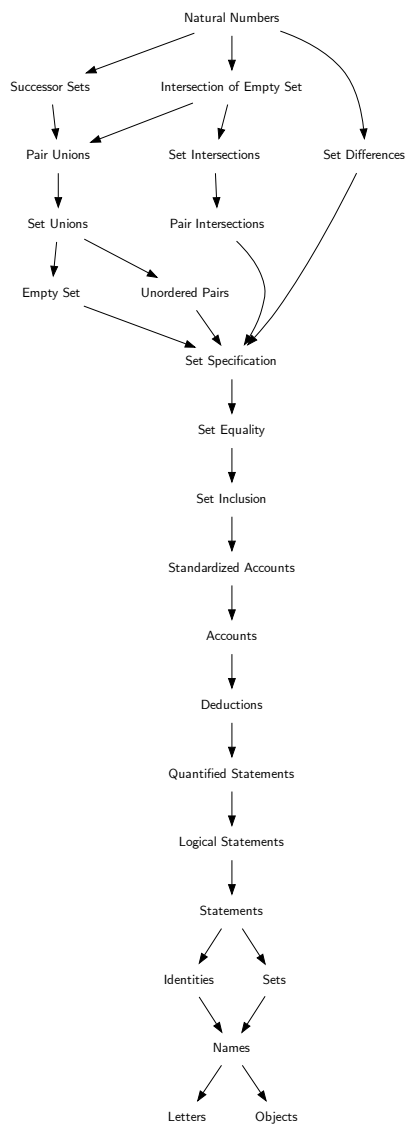 Natural Numbers
Successor Sets
Intersection of Empty Set
Pair Unions
Set Intersections
Set Differences
Set Unions
Pair Intersections
Empty Set
Unordered Pairs
Set Specification
Set Equality
Set Inclusion
Standardized Accounts
Accounts
Deductions
Quantified Statements
Logical Statements
Statements
Identities
Sets
Names
Letters
Objects